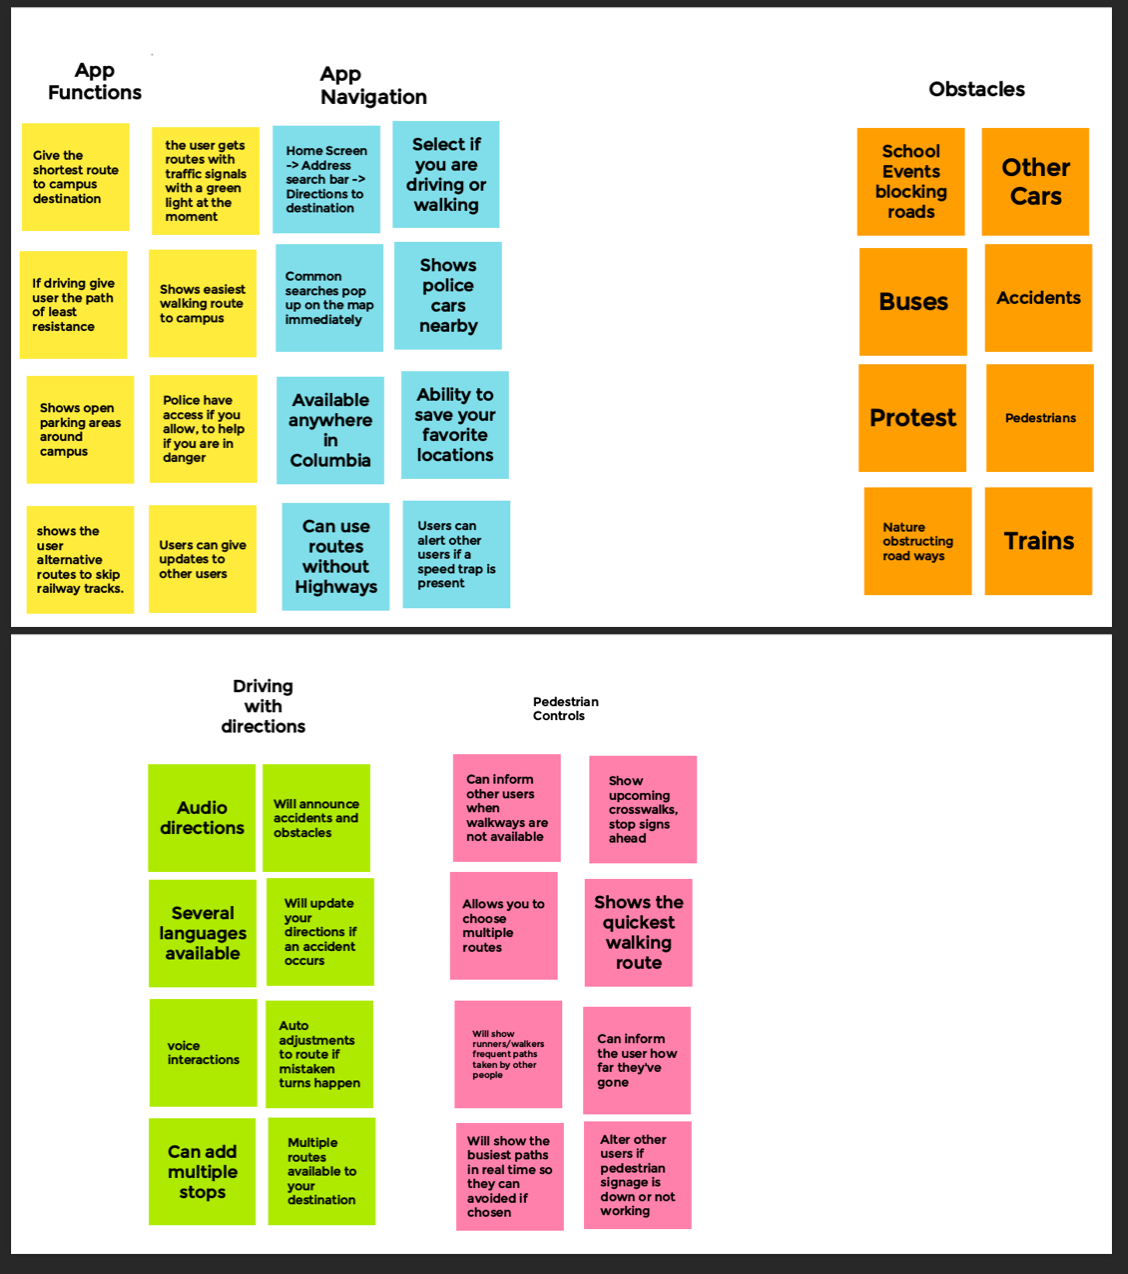 App
Functions
Give the
shortest route
to campus
destination
the user gets
routes with
traffic signals
with a green
light at the
moment
If driving give
user the path
of least
resistance
Shows easiest
walking route
to campus
Shows open
parking areas
around
campus
Police have
access if you
allow, to help
if you are in
danger
shows the
user
alternative
routes to skip
railway tracks.
Users can give
updates to
other users
App
Navigation
Home Screen
-> Address
search bar ->
Directions to
destination
Select if
you are
driving or
walking
Common
searches pop
up on the map
immediately
Shows
police
cars
nearby
Available
anywhere
in
Columbia
Ability to
save your
favorite
locations
Can use
routes
without
Highways
Users can
alert other
users if a
speed trap is
present
Obstacles
School
Events
blocking
roads
Other
Cars
Buses
Accidents
Protest
Pedestrians
Nature
obstructing
road ways
Trains
Driving
with
directions
Audio
directions
Will announce
accidents and
obstacles
Several
languages
available
Will update
your
directions if
an accident
occurs
voice
interactions
Auto
adjustments
to route if
mistaken
turns happen
Can add
multiple
stops
Multiple
routes
available to
your
destination
Pedestrian
Controls
Can inform
other users
when
walkways are
not available
Show
upcoming
crosswalks,
stop signs
ahead
Allows you to
choose
multiple
routes
Shows the
quickest
walking
route
Will show
runners/walkers
frequent paths
taken by other
people
Can inform
the user how
far they've
gone
Will show the
busiest paths
in real time so
they can
avoided if
chosen
Alter other
users if
pedestrian
signage is
down or not
working